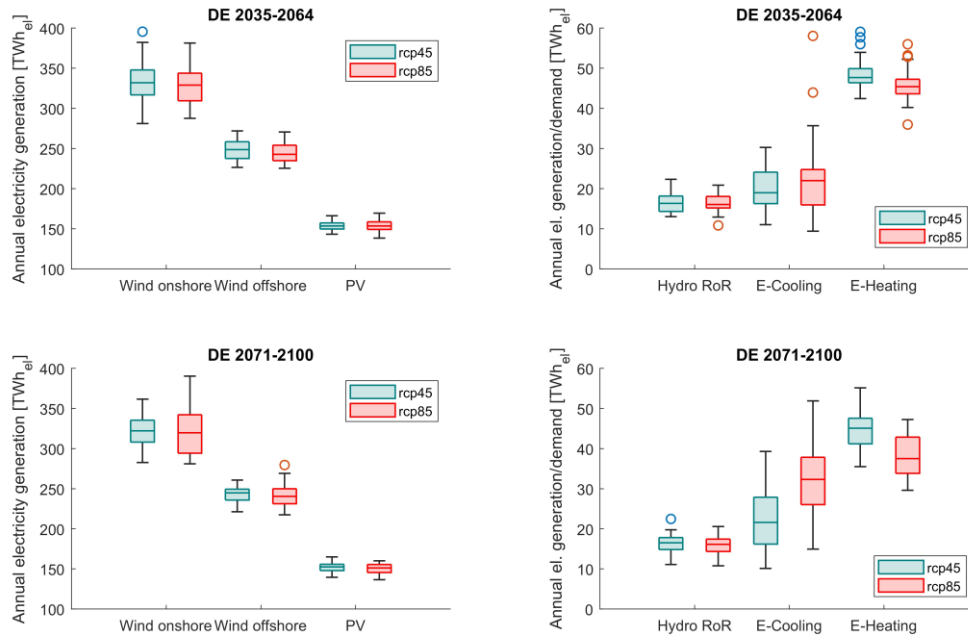 DE 2035-2064
Annual electricity generation [TWh_el]
400
350
300
250
200
150
100
rcp45
rcp85
Wind onshore Wind offshore PV
DE 2035-2064
Annual el. generation/demand [TWh_el]
60
50
40
30
20
10
0
rcp45
rcp85
Hydro RoR E-Cooling E-Heating
DE 2071-2100
Annual electricity generation [TWh_el]
400
350
300
250
200
150
100
rcp45
rcp85
Wind onshore Wind offshore PV
DE 2071-2100
Annual el. generation/demand [TWh_el]
60
50
40
30
20
10
0
rcp45
rcp85
Hydro RoR E-Cooling E-Heating